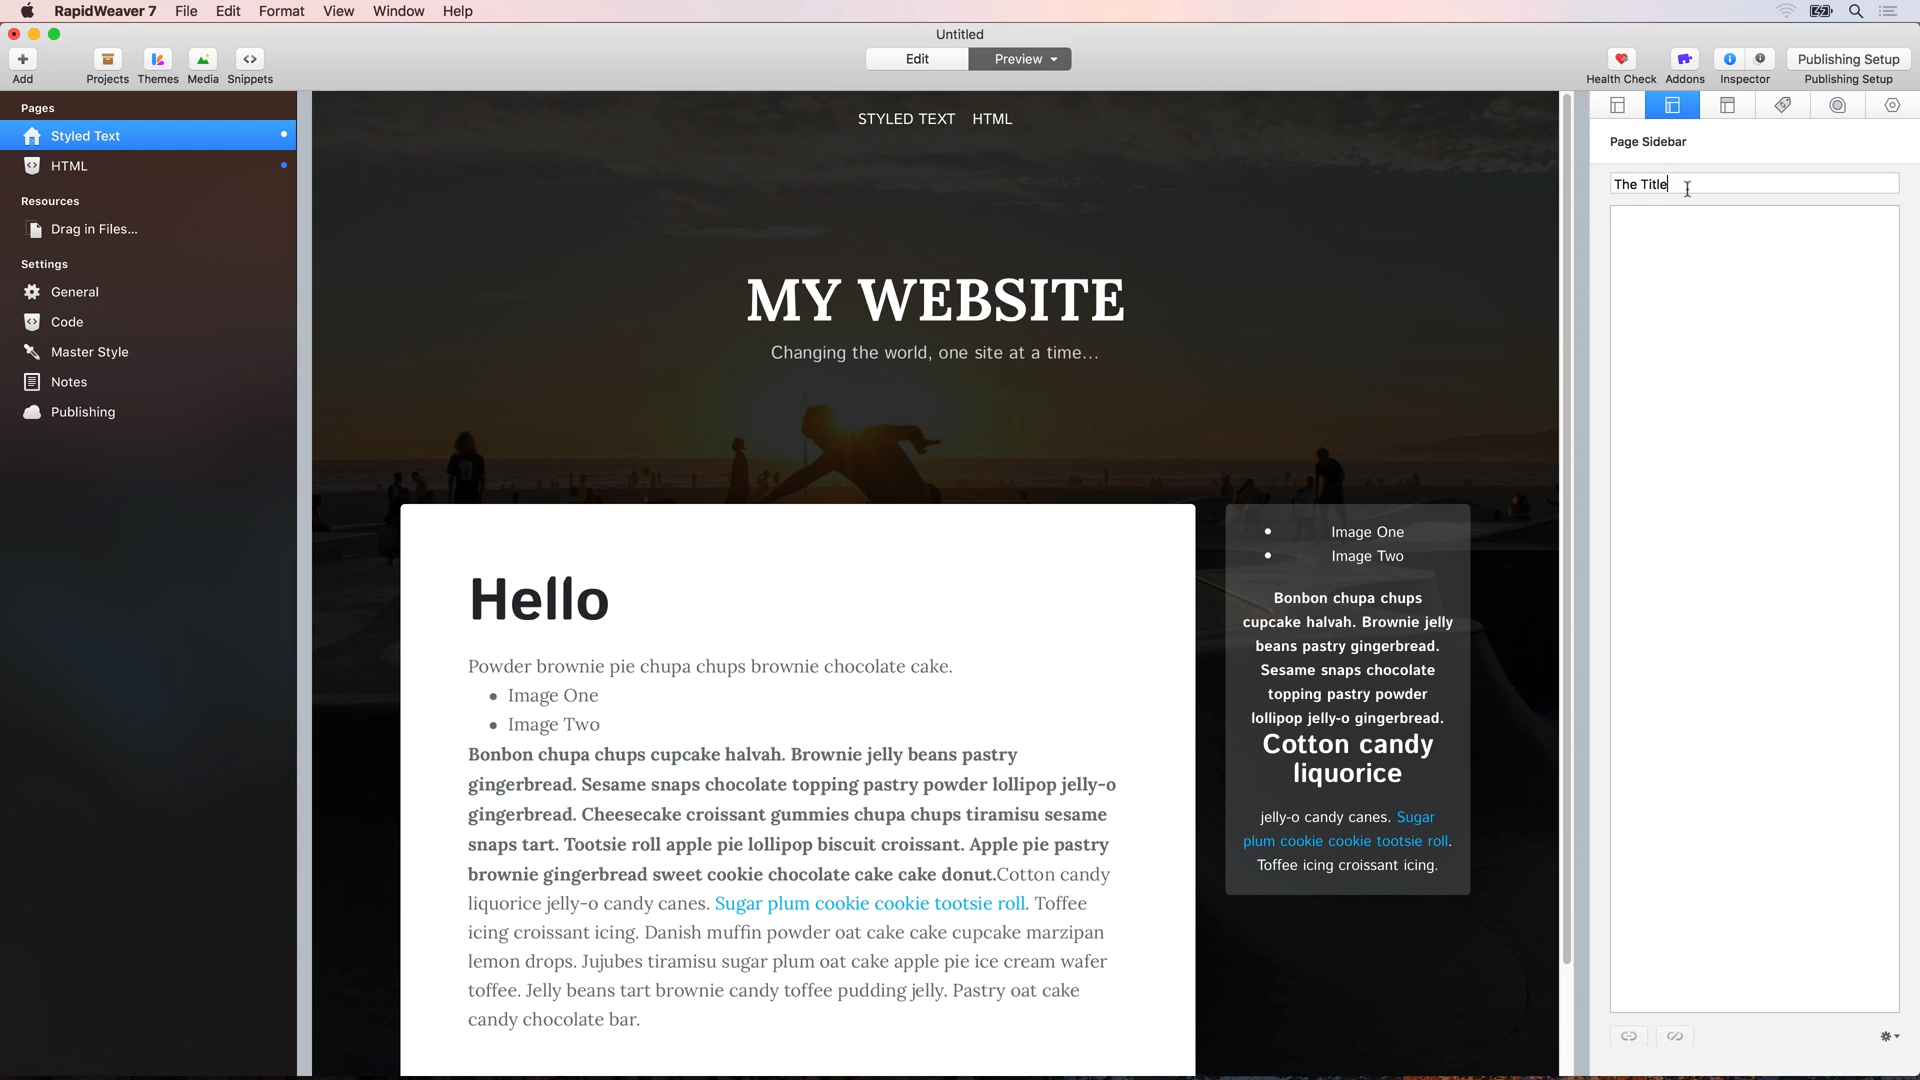 RapidWeaver 7 File Edit Format View Window Help
Untitled
Edit Preview
Add Projects Themes Media Snippets
Health Check Addons Inspector Publishing Setup
Publishing Setup
Pages
Styled Text
HTML
Resources
Drag in Files...
Settings
General
Code
Master Style
Notes
Publishing
STYLED TEXT HTML
MY WEBSITE
Changing the world, one site at a time...
Hello
Powder brownie pie chupa chups brownie chocolate cake.
• Image One
• Image Two
Bonbon chupa chups cupcake halvah. Brownie jelly beans pastry
gingerbread. Sesame snaps chocolate topping pastry powder lollipop jelly-o
gingerbread. Cheesecake croissant gummies chupa chups tiramisu sesame
snaps tart. Tootsie roll apple pie lollipop biscuit croissant. Apple pie pastry
brownie gingerbread sweet cookie chocolate cake cake donut.Cotton candy
liquorice jelly-o candy canes. Sugar plum cookie cookie tootsie roll. Toffee
icing croissant icing. Danish muffin powder oat cake cake cupcake marzipan
lemon drops. Jujubes tiramisu sugar plum oat cake apple pie ice cream wafer
toffee. Jelly beans tart brownie candy toffee pudding jelly. Pastry oat cake
candy chocolate bar.
• Image One
• Image Two
Bonbon chupa chups
cupcake halvah. Brownie jelly
beans pastry gingerbread.
Sesame snaps chocolate
topping pastry powder
lollipop jelly-o gingerbread.
Cotton candy
liquorice
jelly-o candy canes. Sugar
plum cookie cookie tootsie roll.
Toffee icing croissant icing.
Page Sidebar
The Title